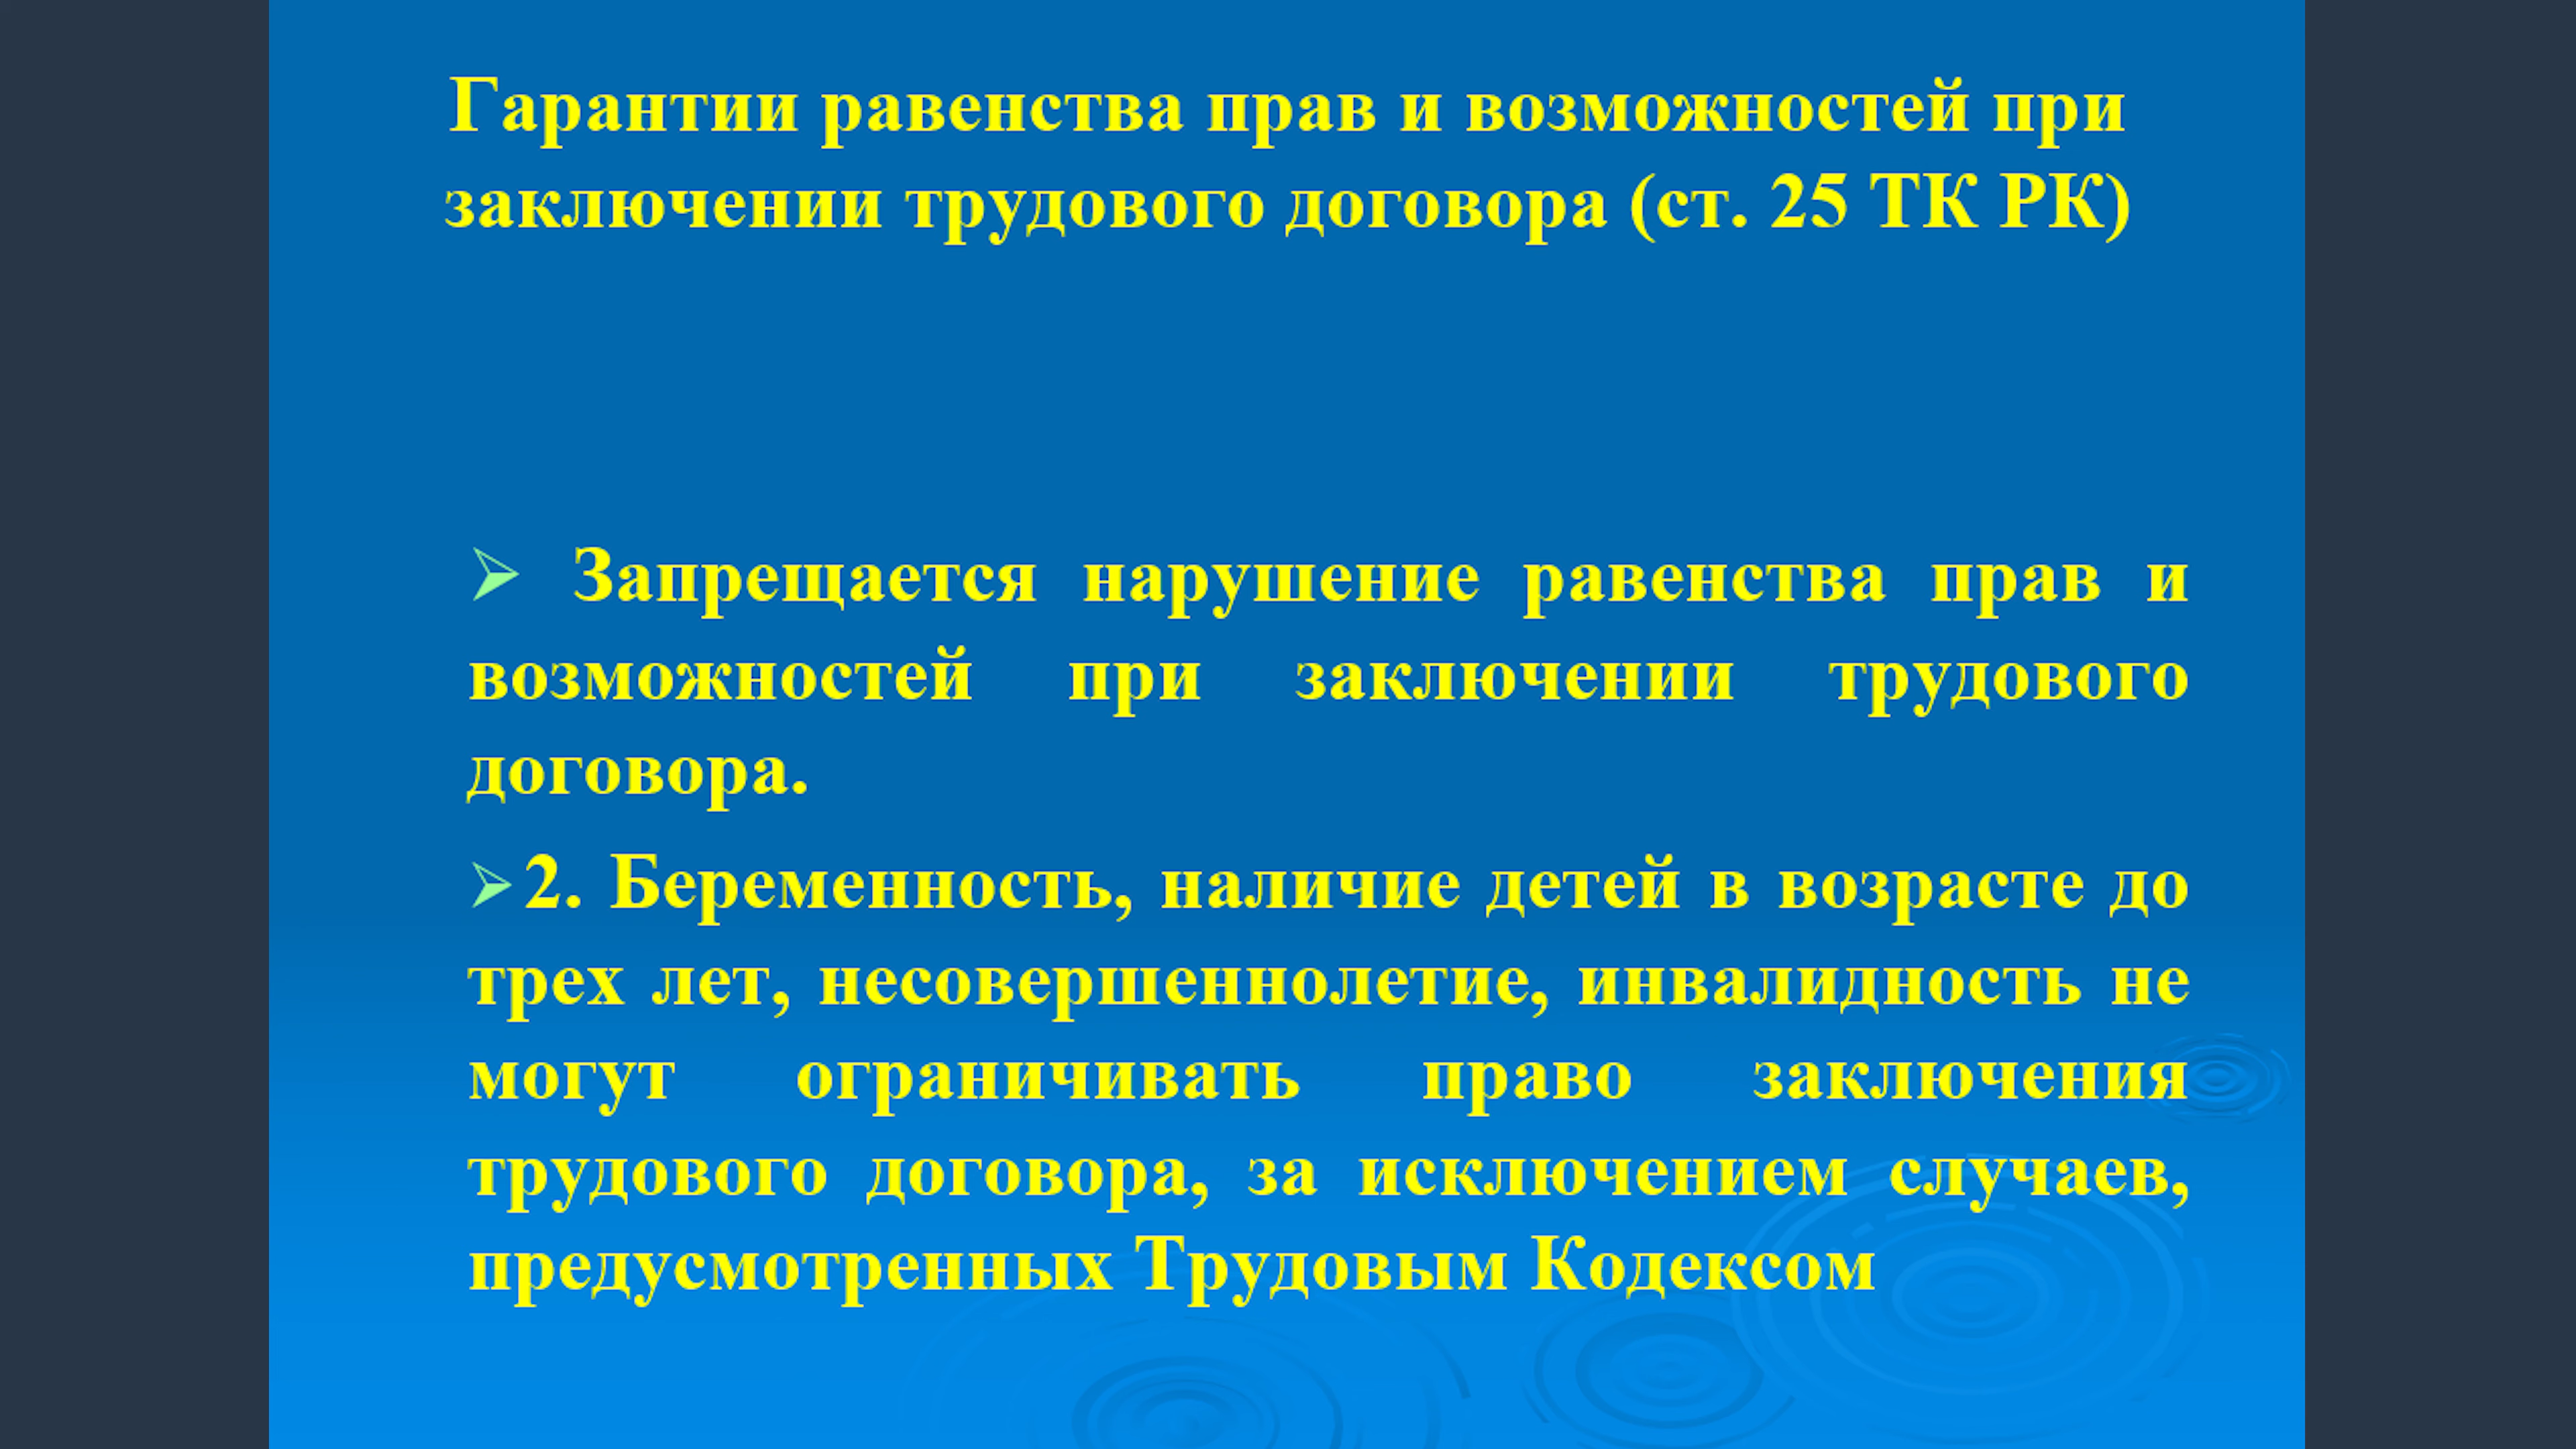 Гарантии равенства прав и возможностей при
заключении трудового договора (ст. 25 ТК РК)
Запрещается нарушение равенства прав и
возможностей при заключении трудового
договора.
2. Беременность, наличие детей в возрасте до
трех лет, несовершеннолетие, инвалидность не
могут ограничивать право заключения
трудового договора, за исключением случаев,
предусмотренных Трудовым Кодексом